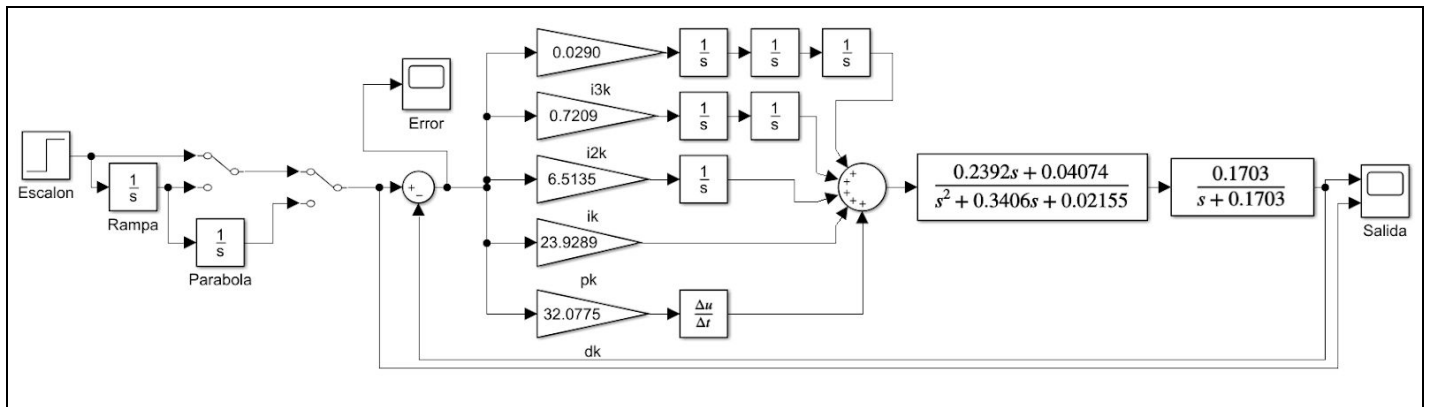 Escalon
1
s
Rampa
1
s
Parabola
Error
+
−
0.0290
1
s
1
s
1
s
i3k
0.7209
1
s
1
s
i2k
6.5135
1
s
ik
23.9289
pk
32.0775
Δu
Δt
dk
+
+
+
+
+
0.2392s + 0.04074
s² + 0.3406s + 0.02155
0.1703
s + 0.1703
Salida